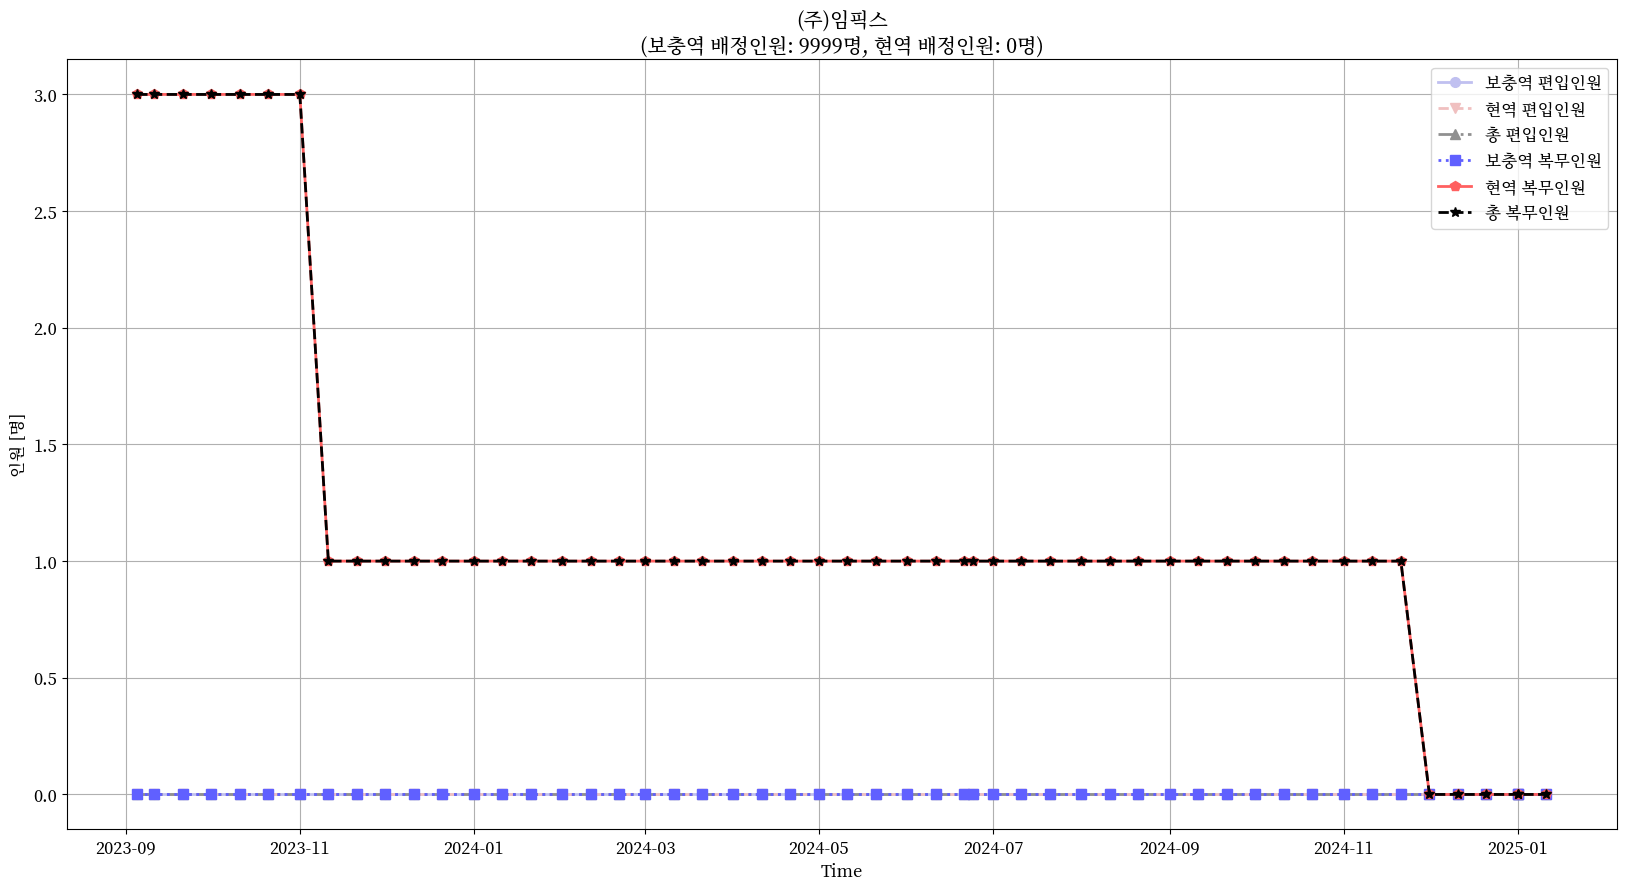 (주)임픽스
(보충역 배정인원: 9999명, 현역 배정인원: 0명)
보충역 편입인원
현역 편입인원
총 편입인원
보충역 복무인원
현역 복무인원
총 복무인원
인원 [명]
3.0
2.5
2.0
1.5
1.0
0.5
0.0
2023-09
2023-11
2024-01
2024-03
2024-05
2024-07
2024-09
2024-11
2025-01
Time